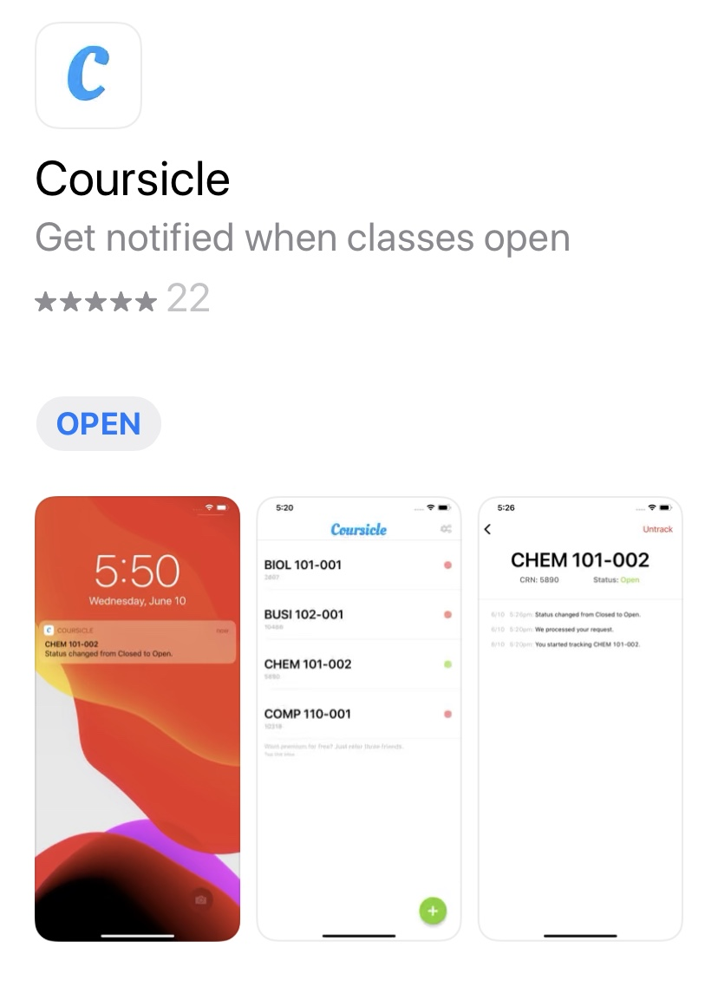 C
Coursicle
Get notified when classes open
★★★★★ 22
OPEN
5:50
Wednesday, June 10
C COURSICLE now
CHEM 101-002
Status changed from Closed to Open.
5:20
Coursicle
BIOL 101-001
BUSI 102-001
10488
CHEM 101-002
5890
COMP 110-001
10218
Want premium for free? Just refer three friends.
5:26
Untrack
CHEM 101-002
CRN: 5890 Status: Open
6/10 5:26pm: Status changed from Closed to Open.
6/10 5:20pm: We processed your request.
6/10 5:20pm: You started tracking CHEM 101-002.